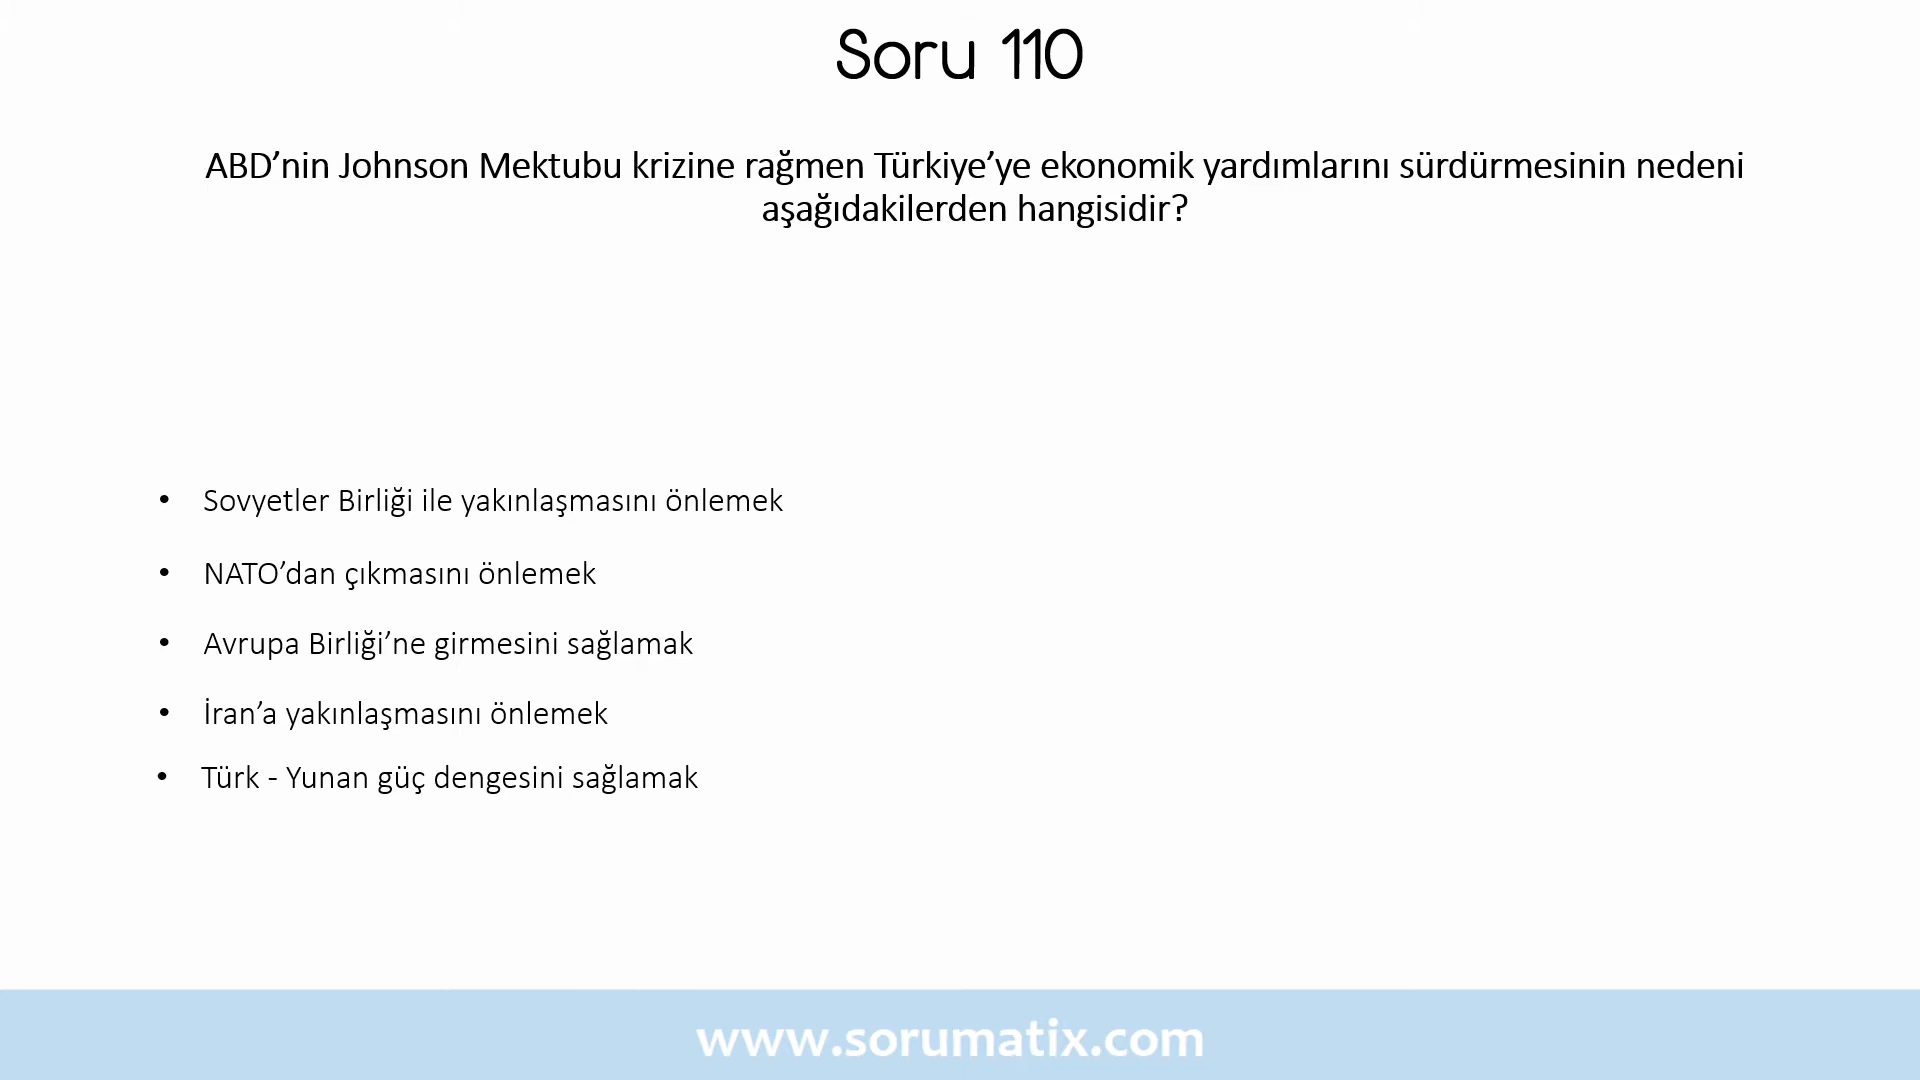 Soru 110
ABD’nin Johnson Mektubu krizine rağmen Türkiye’ye ekonomik yardımlarını sürdürmesinin nedeni
aşağıdakilerden hangisidir?
• Sovyetler Birliği ile yakınlaşmasını önlemek
• NATO’dan çıkmasını önlemek
• Avrupa Birliği’ne girmesini sağlamak
• İran’a yakınlaşmasını önlemek
• Türk - Yunan güç dengesini sağlamak
www.sorumatix.com